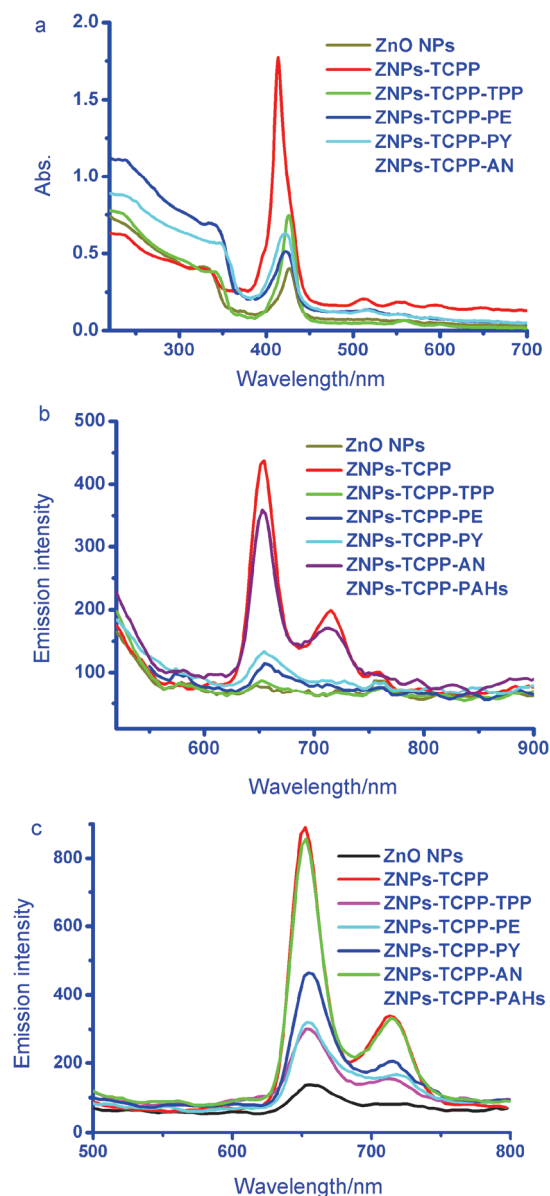 a
2.0
1.5
1.0
0.5
0.0
Abs.
ZnO NPs
ZNPs-TCPP
ZNPs-TCPP-TPP
ZNPs-TCPP-PE
ZNPs-TCPP-PY
ZNPs-TCPP-AN
300 400 500 600 700
Wavelength/nm
b
500
400
300
200
100
Emission intensity
ZnO NPs
ZNPs-TCPP
ZNPs-TCPP-TPP
ZNPs-TCPP-PE
ZNPs-TCPP-PY
ZNPs-TCPP-AN
ZNPs-TCPP-PAHs
600 700 800 900
Wavelength/nm
c
800
600
400
200
0
Emission intensity
ZnO NPs
ZNPs-TCPP
ZNPs-TCPP-TPP
ZNPs-TCPP-PE
ZNPs-TCPP-PY
ZNPs-TCPP-AN
ZNPs-TCPP-PAHs
500 600 700 800
Wavelength/nm